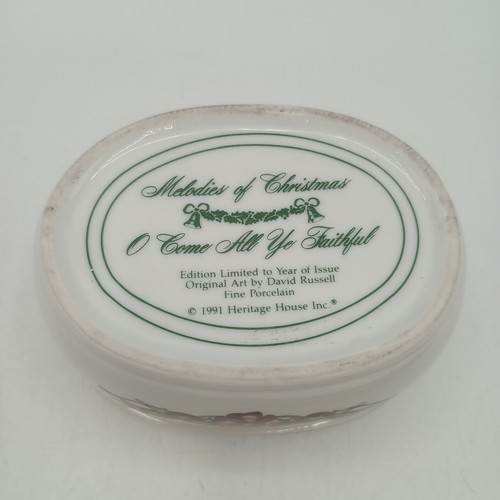 Melodies of Christmas
O Come All Ye Faithful
Edition Limited to Year of Issue
Original Art by David Russell
Fine Porcelain
© 1991 Heritage House Inc.®